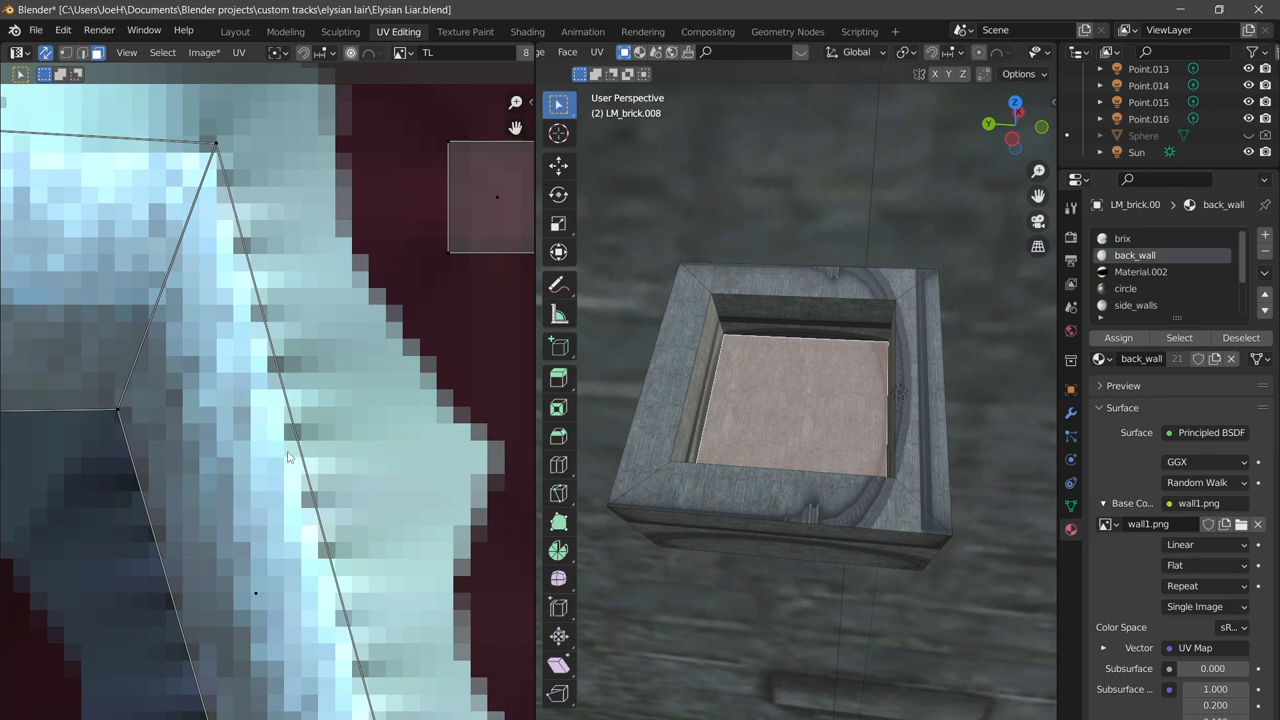 Blender* [C:\Users\JoeH\Documents\Blender projects\custom tracks\elysian lair\Elysian Liar.blend]
File Edit Render Window Help Layout Modeling Sculpting UV Editing Texture Paint Shading Animation Rendering Compositing Geometry Nodes Scripting + Scene ViewLayer
View Select Image* UV TL 8 ge Face UV Global
X Y Z Options
User Perspective
(2) LM_brick.008
Point.013
Point.014
Point.015
Point.016
Sphere
Sun
LM_brick.00 > back_wall
brix
back_wall
Material.002
circle
side_walls
Assign Select Deselect
back_wall 21
Preview
Surface
Surface Principled BSDF
GGX
Random Walk
Base Co... wall1.png
wall1.png
Linear
Flat
Repeat
Single Image
Color Space sR...
Vector UV Map
Subsurface 0.000
Subsurface ... 1.000
0.200